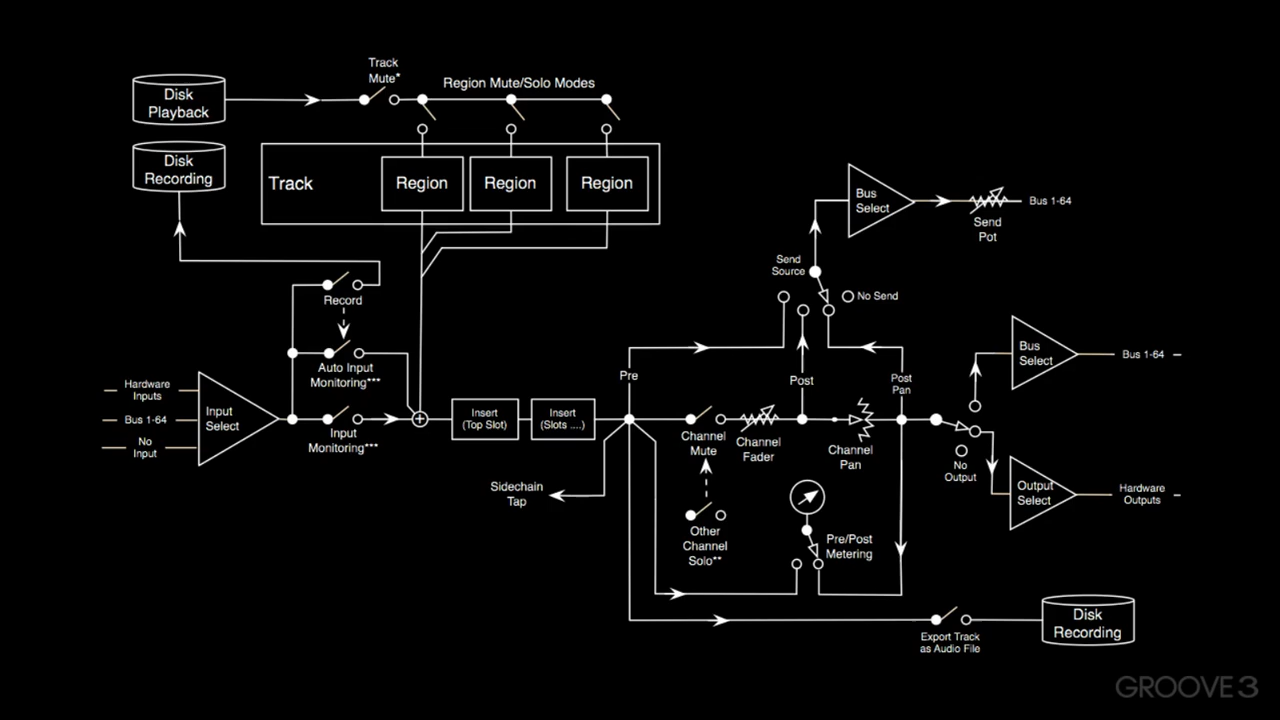 Track
Mute*
Region Mute/Solo Modes
Disk
Playback
Disk
Recording
Track
Region
Region
Region
Bus
Select
Bus 1-64
Send
Pot
Send
Source
No Send
Record
Auto Input
Monitoring***
Hardware
Inputs
Bus 1-64
No
Input
Input
Select
Input
Monitoring***
Insert
(Top Slot)
Insert
(Slots ....)
Pre
Post
Post
Pan
Channel
Mute
Channel
Fader
Channel
Pan
Bus
Select
Bus 1-64
No
Output
Output
Select
Hardware
Outputs
Sidechain
Tap
Other
Channel
Solo**
Pre/Post
Metering
Export Track
as Audio File
Disk
Recording
GROOVE3